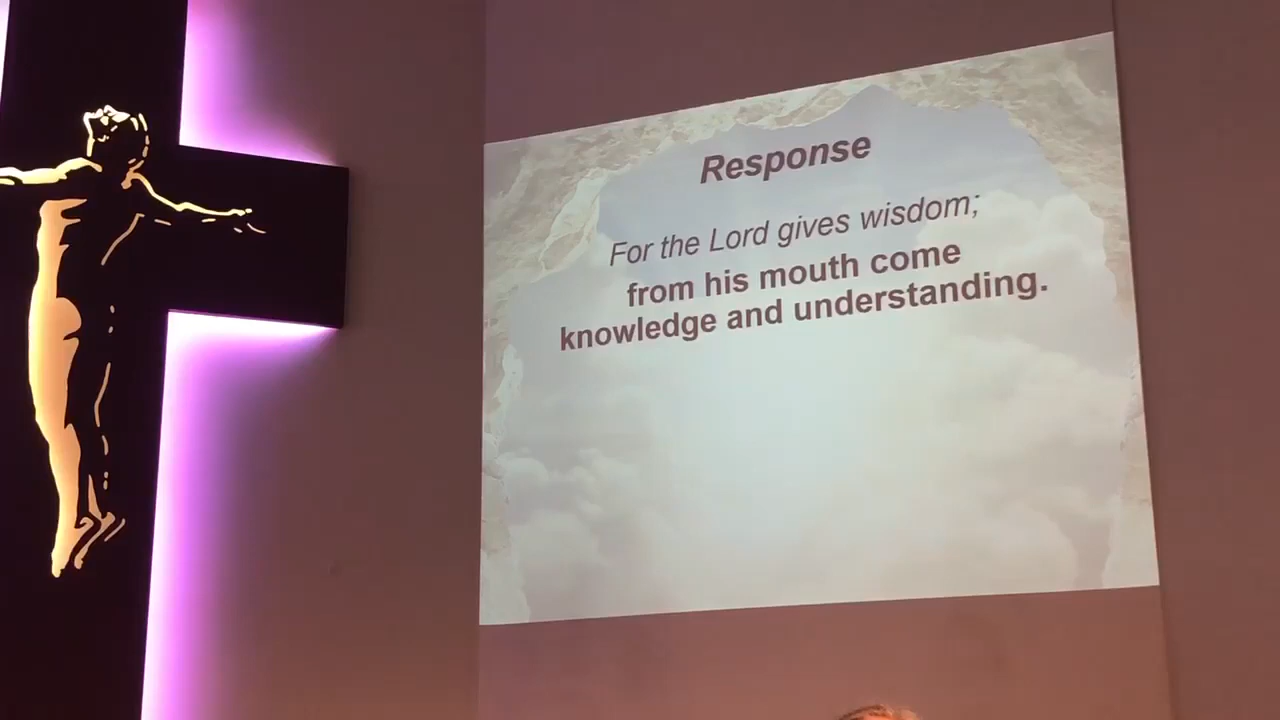 Response
For the Lord gives wisdom;
from his mouth come
knowledge and understanding.